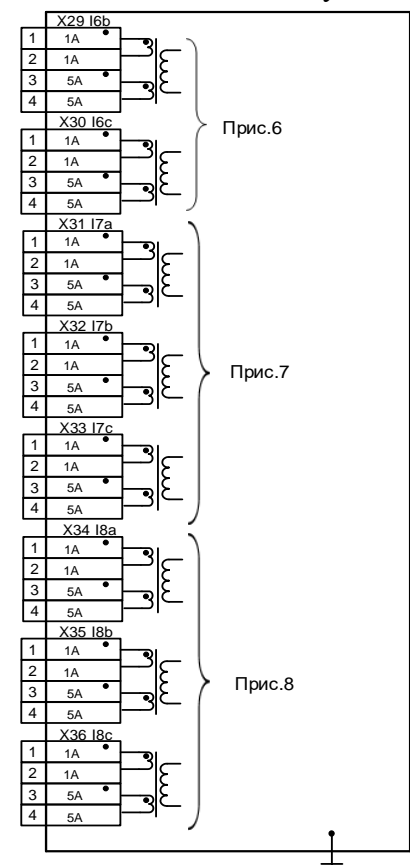 X29 I6b
1 1A
2 1A
3 5A
4 5A
X30 I6c
1 1A
2 1A
3 5A
4 5A
Прис.6
X31 I7a
1 1A
2 1A
3 5A
4 5A
X32 I7b
1 1A
2 1A
3 5A
4 5A
Прис.7
X33 I7c
1 1A
2 1A
3 5A
4 5A
X34 I8a
1 1A
2 1A
3 5A
4 5A
X35 I8b
1 1A
2 1A
3 5A
4 5A
Прис.8
X36 I8c
1 1A
2 1A
3 5A
4 5A